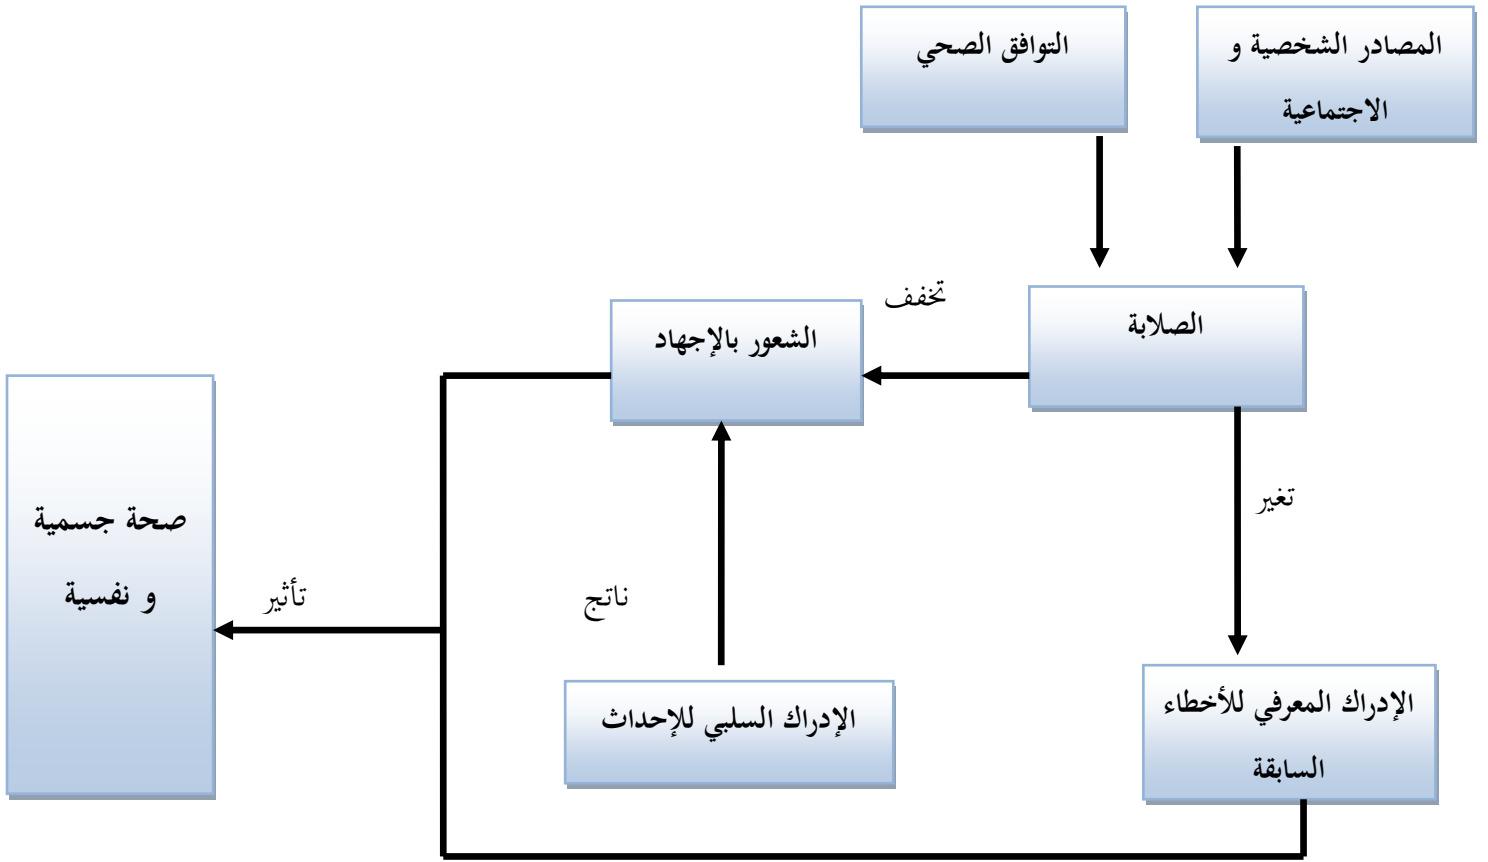 المصادر الشخصية و
الاجتماعية
التوافق الصحي
الصلابة
تخفف
الشعور بالإجهاد
تغير
صحة جسمية
و نفسية
تأثير
ناتج
الإدراك المعرفي للأخطاء
السابقة
الإدراك السلبي للإحداث